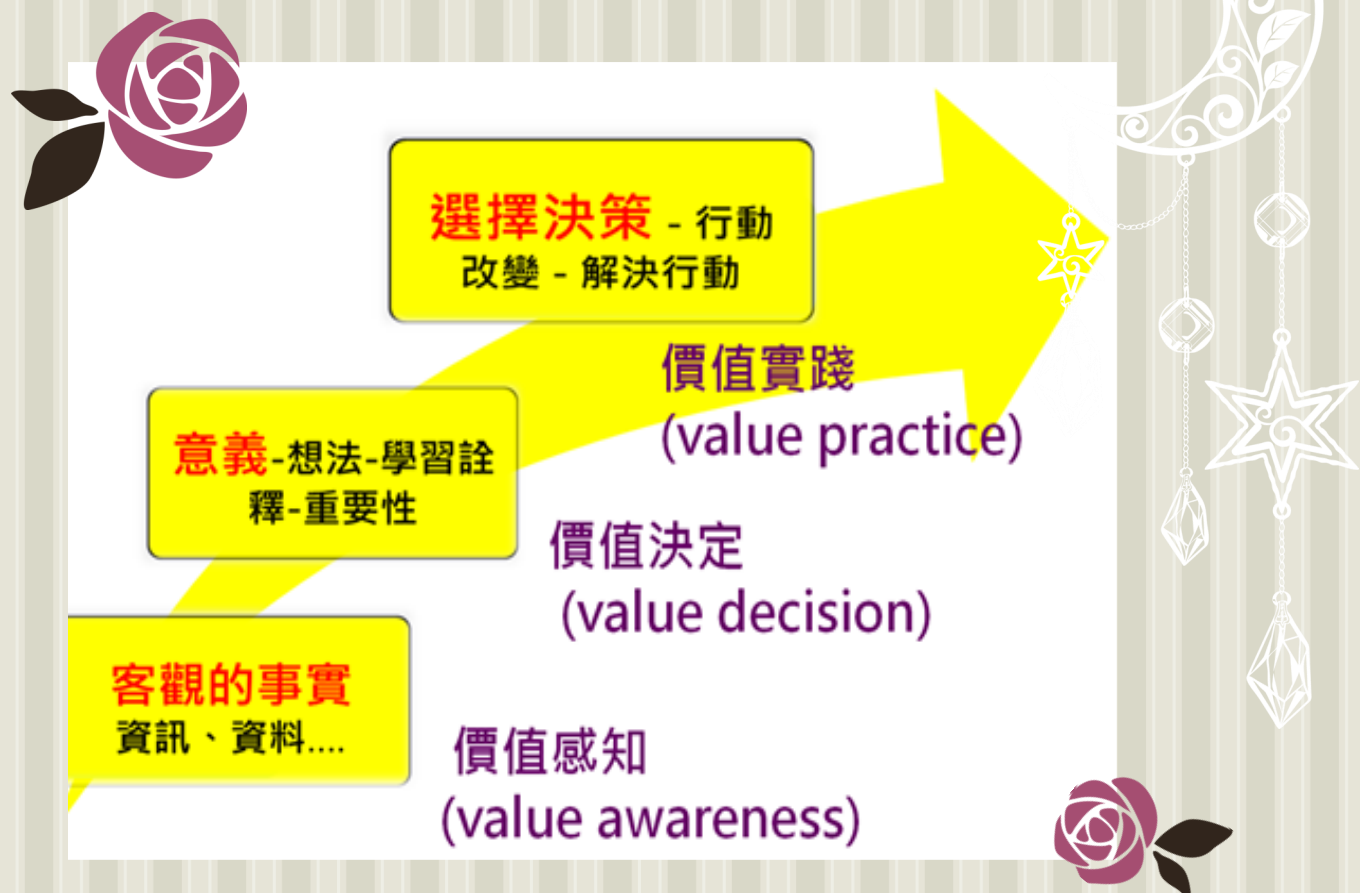 選擇決策 - 行動
改變 - 解決行動
價值實踐
(value practice)
意義-想法-學習詮
釋-重要性
價值決定
(value decision)
客觀的事實
資訊、資料....
價值感知
(value awareness)